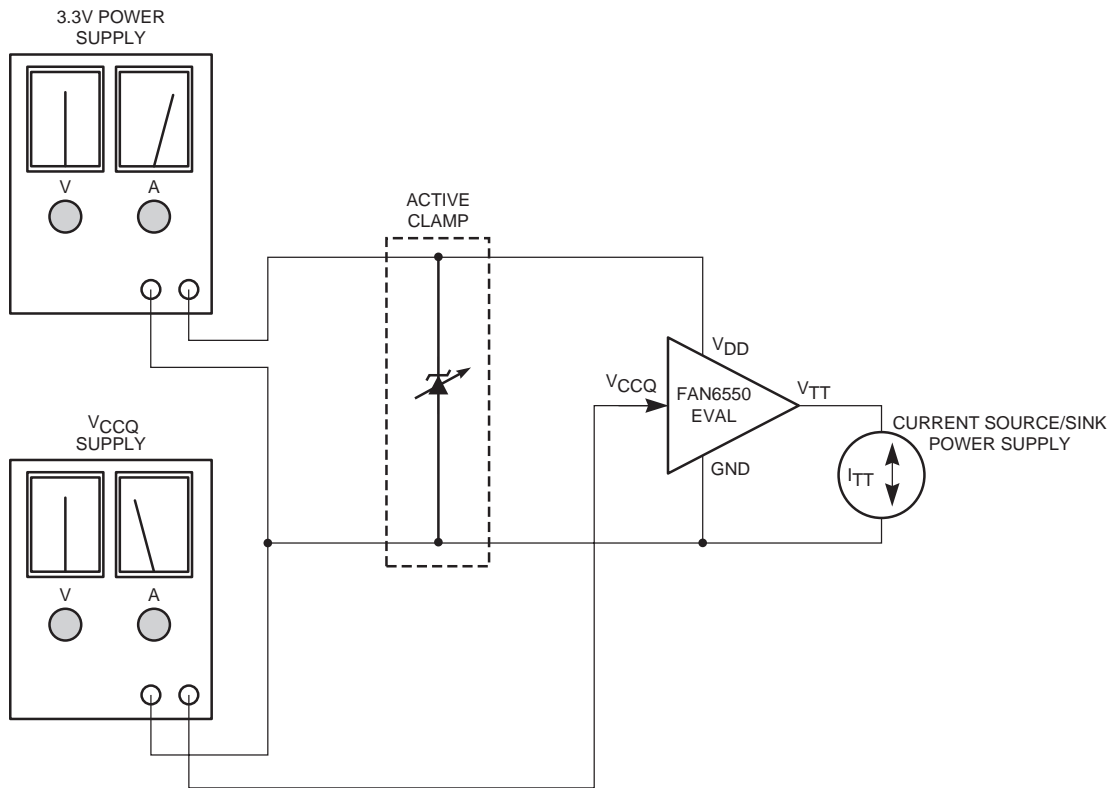 3.3V POWER
SUPPLY
V
A
ACTIVE
CLAMP
VDD
VCCQ
FAN6550
EVAL
VTT
GND
CURRENT SOURCE/SINK
POWER SUPPLY
ITT
VCCQ
SUPPLY
V
A